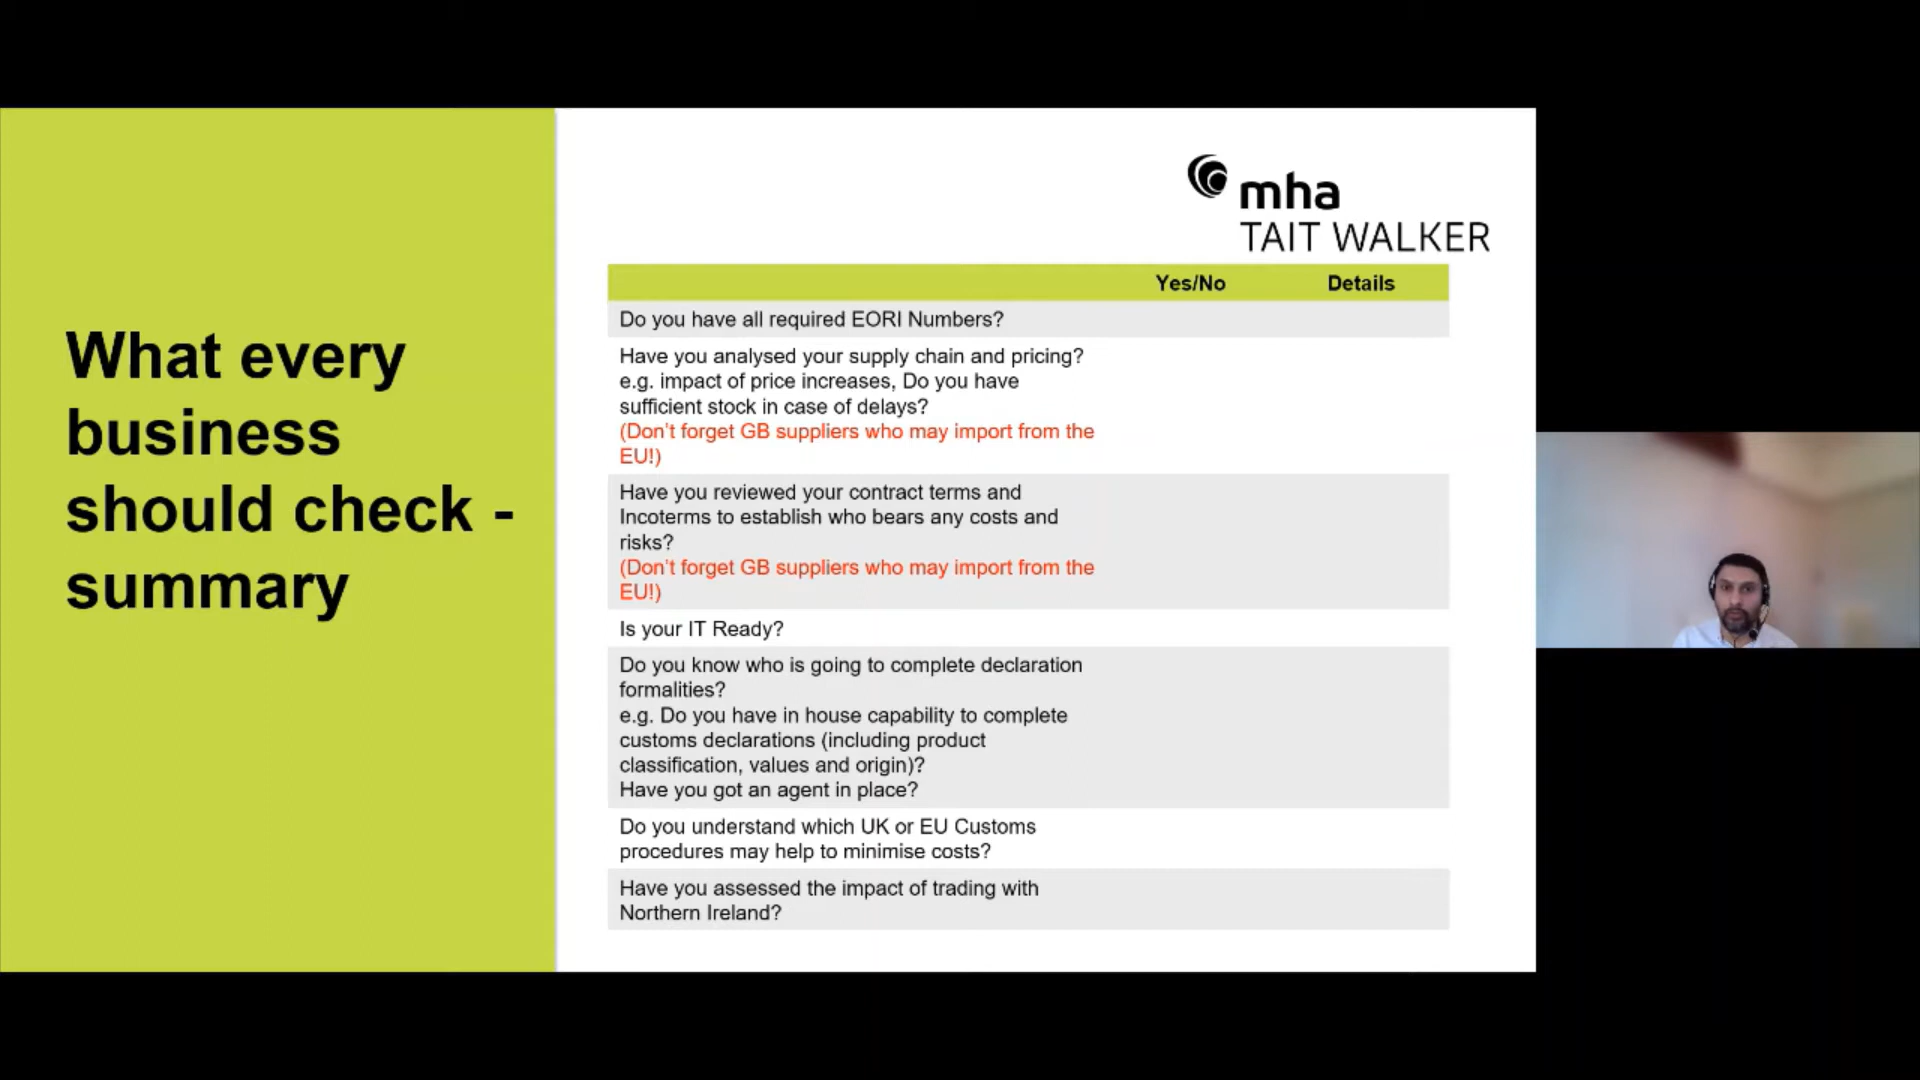 What every
business
should check -
summary
mha
TAIT WALKER
Yes/No Details
Do you have all required EORI Numbers?
Have you analysed your supply chain and pricing?
e.g. impact of price increases, Do you have
sufficient stock in case of delays?
(Don't forget GB suppliers who may import from the
EU!)
Have you reviewed your contract terms and
Incoterms to establish who bears any costs and
risks?
(Don't forget GB suppliers who may import from the
EU!)
Is your IT Ready?
Do you know who is going to complete declaration
formalities?
e.g. Do you have in house capability to complete
customs declarations (including product
classification, values and origin)?
Have you got an agent in place?
Do you understand which UK or EU Customs
procedures may help to minimise costs?
Have you assessed the impact of trading with
Northern Ireland?